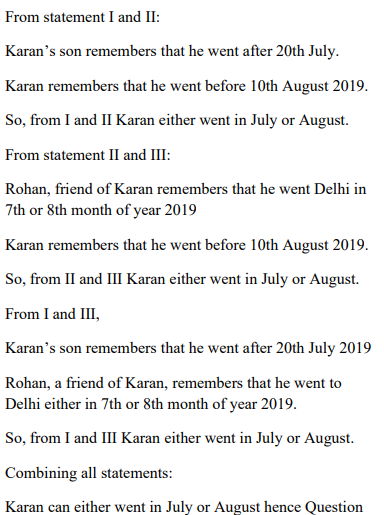 From statement I and II:
Karan’s son remembers that he went after 20th July.
Karan remembers that he went before 10th August 2019.
So, from I and II Karan either went in July or August.
From statement II and III:
Rohan, friend of Karan remembers that he went Delhi in
7th or 8th month of year 2019
Karan remembers that he went before 10th August 2019.
So, from II and III Karan either went in July or August.
From I and III,
Karan’s son remembers that he went after 20th July 2019
Rohan, a friend of Karan, remembers that he went to
Delhi either in 7th or 8th month of year 2019.
So, from I and III Karan either went in July or August.
Combining all statements:
Karan can either went in July or August hence Question